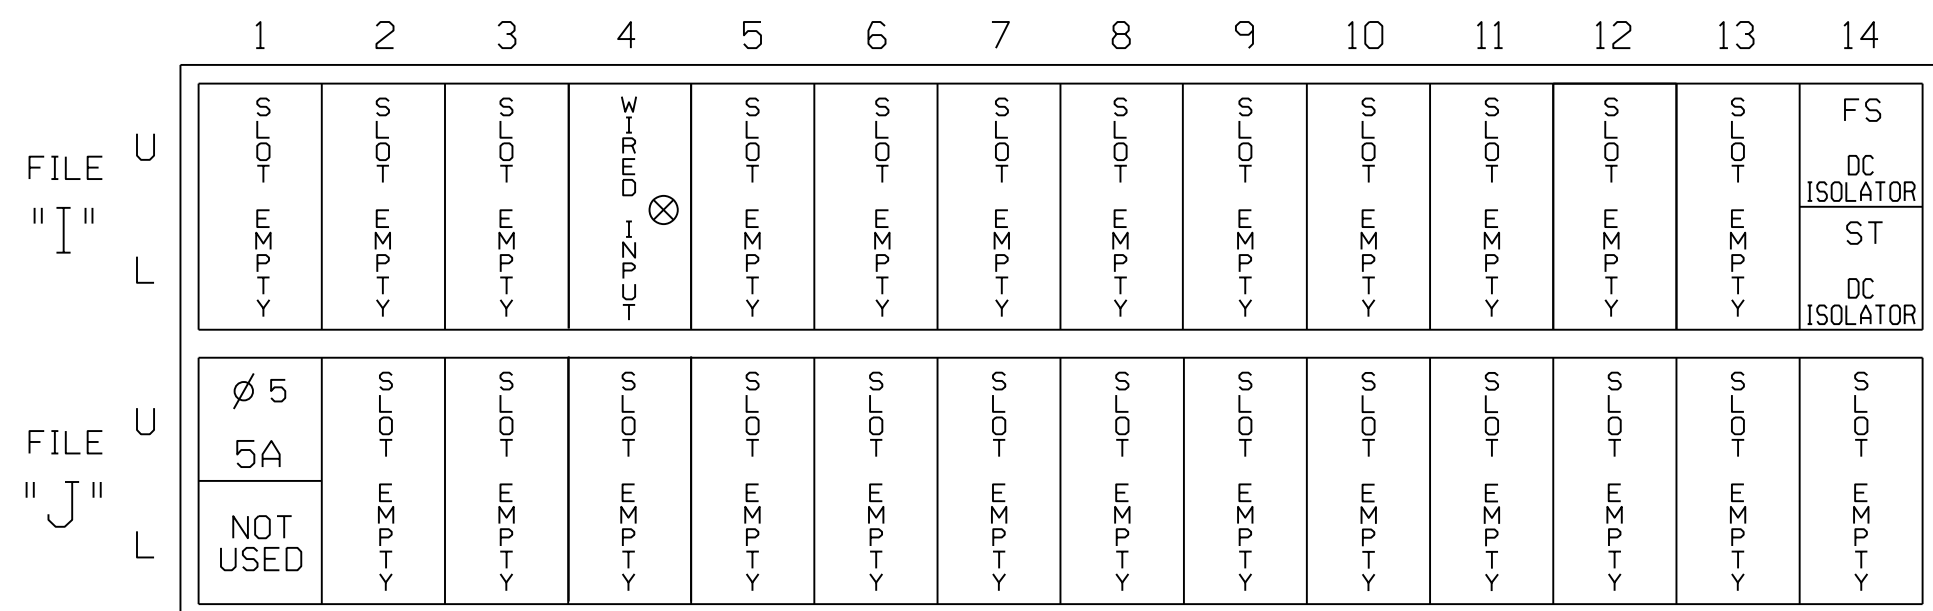 1 2 3 4 5 6 7 8 9 10 11 12 13 14
FILE
"I"
U
L
SLOT EMPTY
SLOT EMPTY
SLOT EMPTY
WIRED INPUT
SLOT EMPTY
SLOT EMPTY
SLOT EMPTY
SLOT EMPTY
SLOT EMPTY
SLOT EMPTY
SLOT EMPTY
SLOT EMPTY
SLOT EMPTY
FS
DC
ISOLATOR
ST
DC
ISOLATOR
FILE
"J"
U
L
Ø 5
5A
NOT
USED
SLOT EMPTY
SLOT EMPTY
SLOT EMPTY
SLOT EMPTY
SLOT EMPTY
SLOT EMPTY
SLOT EMPTY
SLOT EMPTY
SLOT EMPTY
SLOT EMPTY
SLOT EMPTY
SLOT EMPTY
SLOT EMPTY